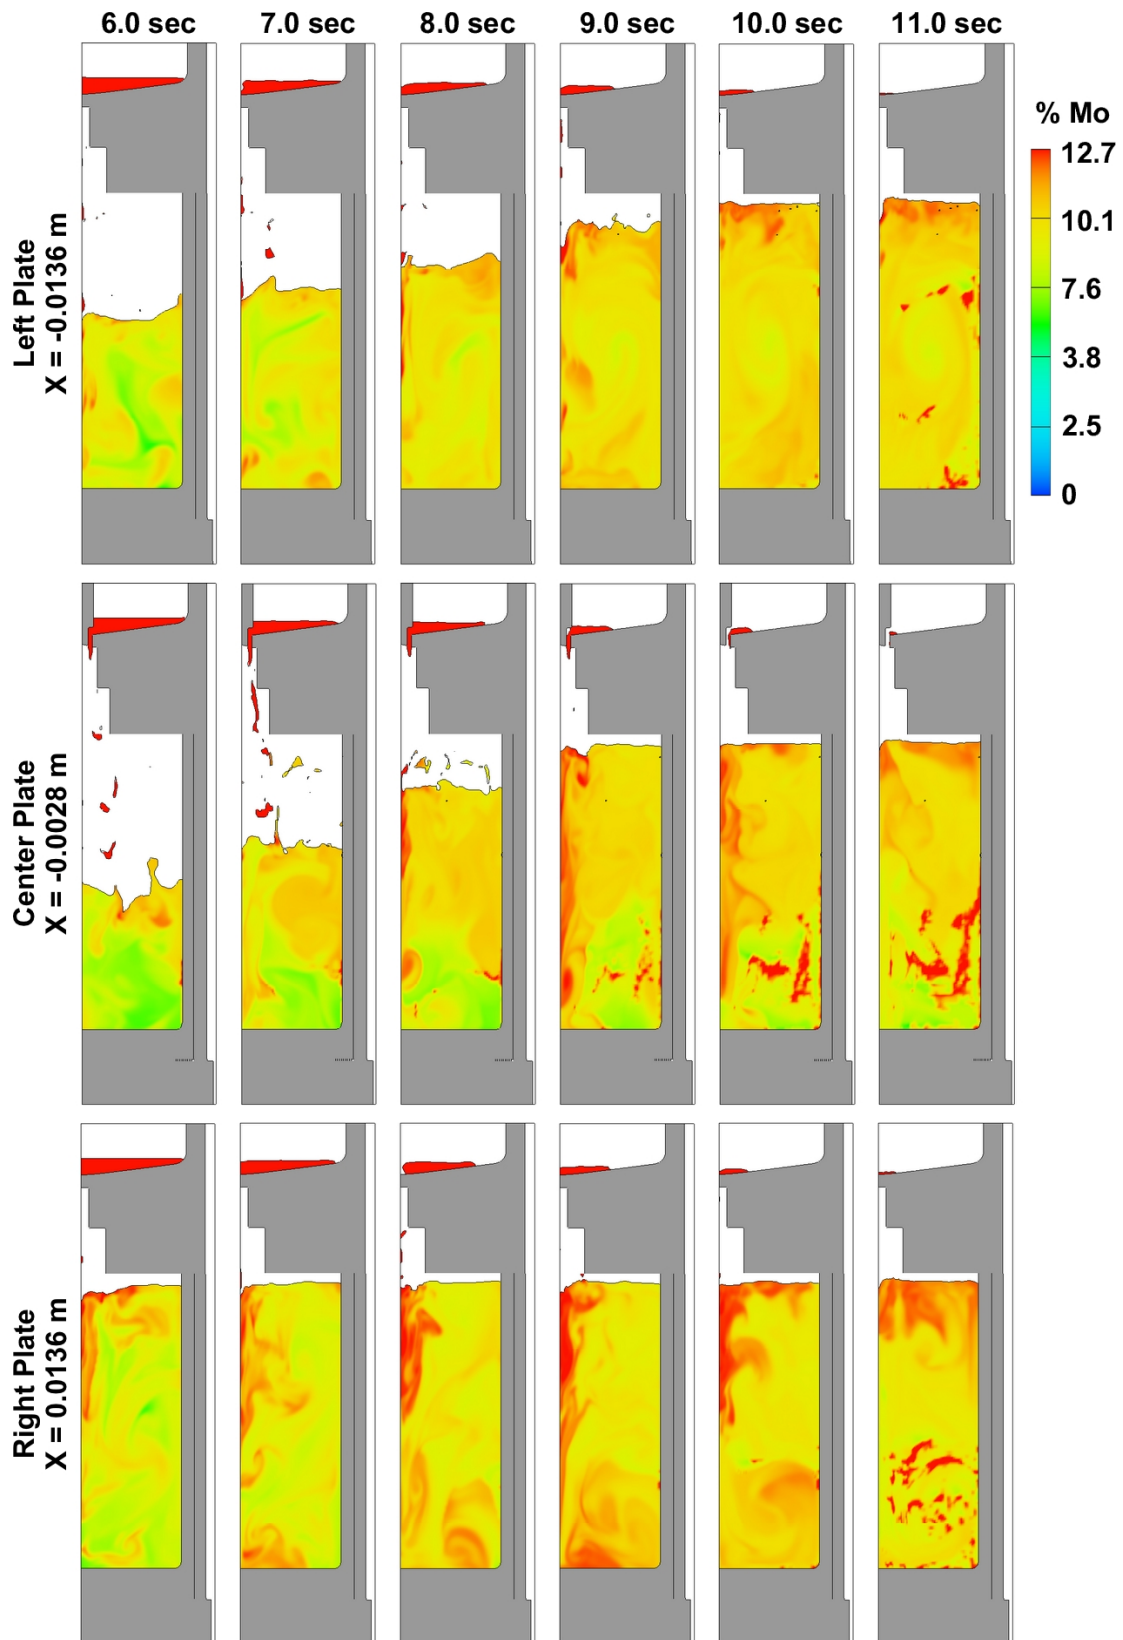 6.0 sec 7.0 sec 8.0 sec 9.0 sec 10.0 sec 11.0 sec
% Mo
12.7
10.1
7.6
3.8
2.5
0
Left Plate
X = -0.0136 m
Center Plate
X = -0.0028 m
Right Plate
X = 0.0136 m